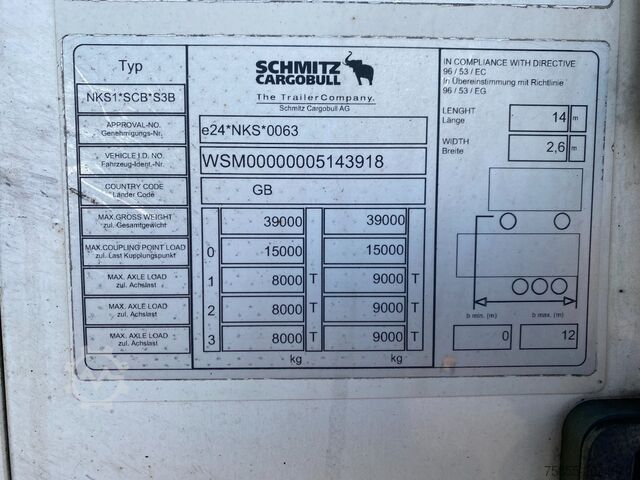 Typ
NKS1*SCB*S3B
SCHMITZ
CARGOBULL
The TrailerCompany.
Schmitz Cargobull AG
APPROVAL-NO.
Genehmigungs-Nr.
e24*NKS*0063
VEHICLE I.D. NO.
Fahrzeug-Ident.-Nr.
WSM00000005143918
COUNTRY CODE
Länder Code
GB
MAX.GROSS WEIGHT
zul. Gesamtgewicht
39000 39000
MAX.COUPLING POINT LOAD
zul. Last Kupplungspunkt
0 15000 15000
MAX. AXLE LOAD
zul. Achslast
1 8000 T 9000 T
MAX. AXLE LOAD
zul. Achslast
2 8000 T 9000 T
MAX. AXLE LOAD
zul. Achslast
3 8000 T 9000 T
kg kg
IN COMPLIANCE WITH DIRECTIVE
96 / 53 / EC
In Übereinstimmung mit Richtlinie
96 / 53 / EG
LENGHT
Länge
14 m
WIDTH
Breite
2,6 m
b min. (m) b max. (m)
0 12